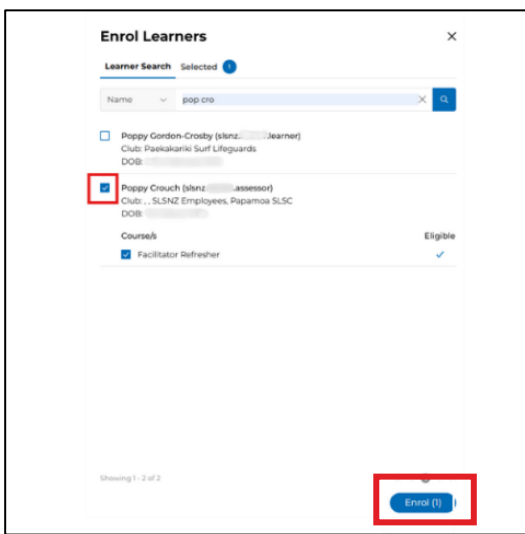 Enrol Learners
Learner Search Selected 1
Name pop cro
Poppy Gordon-Crosby (slsnz. .learner)
Club: Paekakariki Surf Lifeguards
DOB:
Poppy Crouch (slsnz .assessor)
Club: , , SLSNZ Employees, Papamoa SLSC
DOB:
Course/s Eligible
Facilitator Refresher
Showing 1 - 2 of 2
Enrol (1)